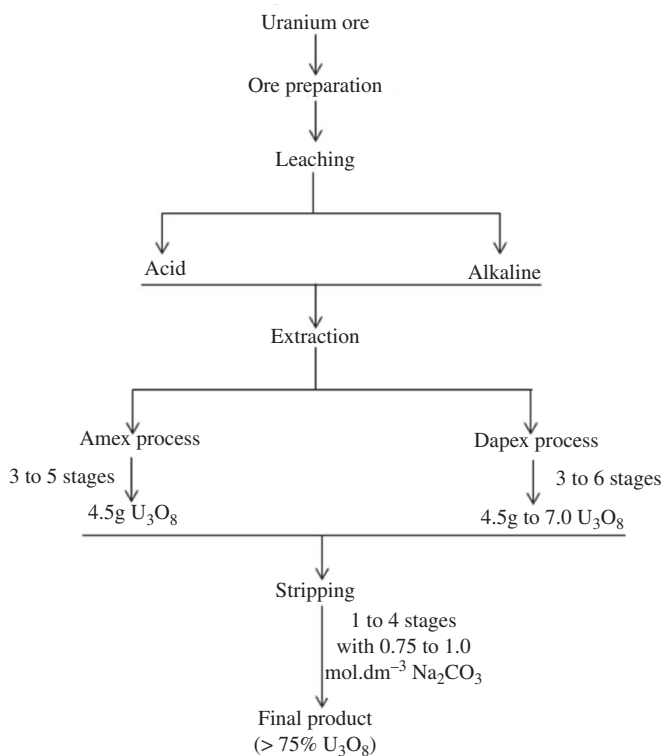 Uranium ore
Ore preparation
Leaching
Acid
Alkaline
Extraction
Amex process
Dapex process
3 to 5 stages
3 to 6 stages
4.5g U₃O₈
4.5g to 7.0 U₃O₈
Stripping
1 to 4 stages
with 0.75 to 1.0
mol.dm⁻³ Na₂CO₃
Final product
(> 75% U₃O₈)